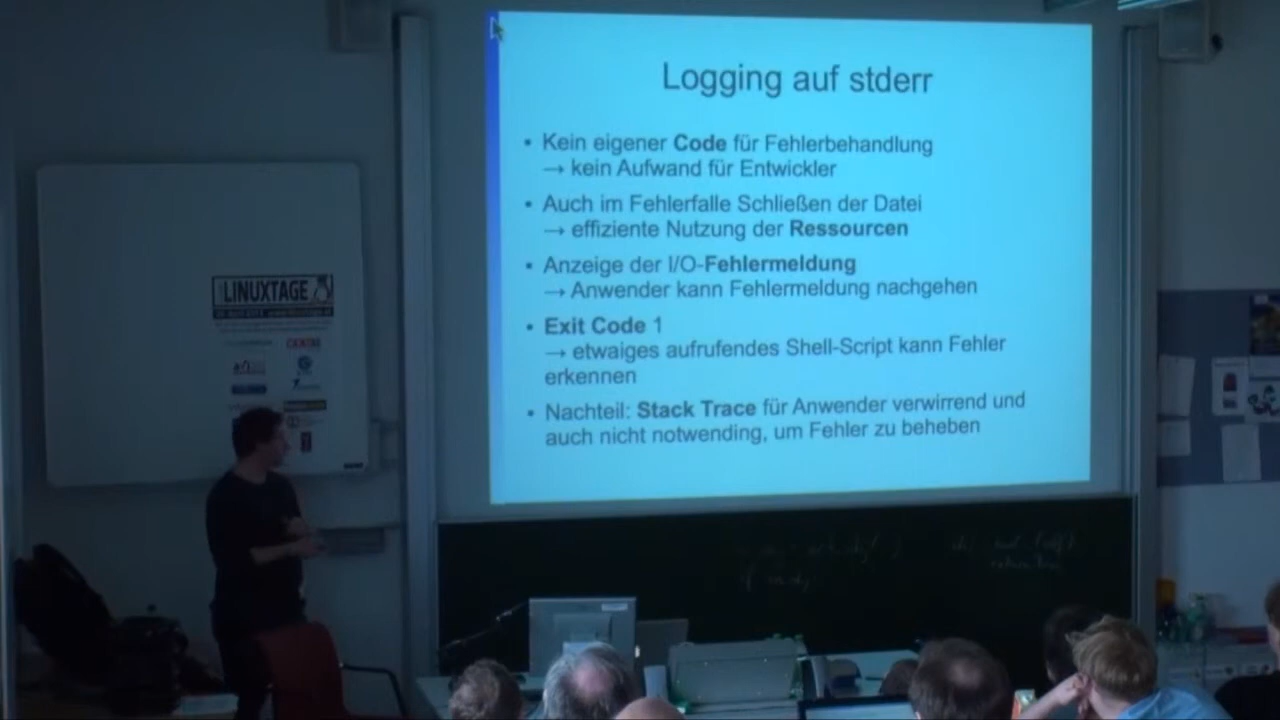 Logging auf stderr
• Kein eigener Code für Fehlerbehandlung
→ kein Aufwand für Entwickler
• Auch im Fehlerfalle Schließen der Datei
→ effiziente Nutzung der Ressourcen
• Anzeige der I/O-Fehlermeldung
→ Anwender kann Fehlermeldung nachgehen
• Exit Code 1
→ etwaiges aufrufendes Shell-Script kann Fehler
erkennen
• Nachteil: Stack Trace für Anwender verwirrend und
auch nicht notwending, um Fehler zu beheben
LINUXTAGE